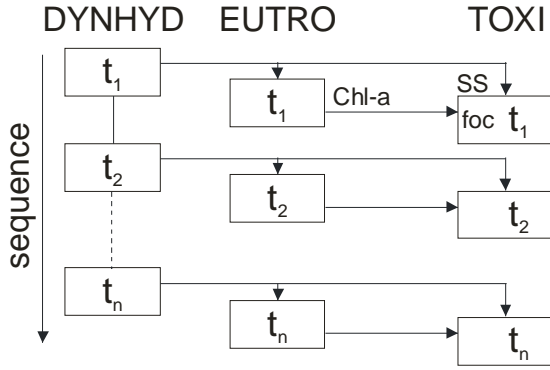 DYNHYD EUTRO TOXI
t1
t1 Chl-a SS
foc t1
sequence
t2
t2
t2
tn
tn
tn